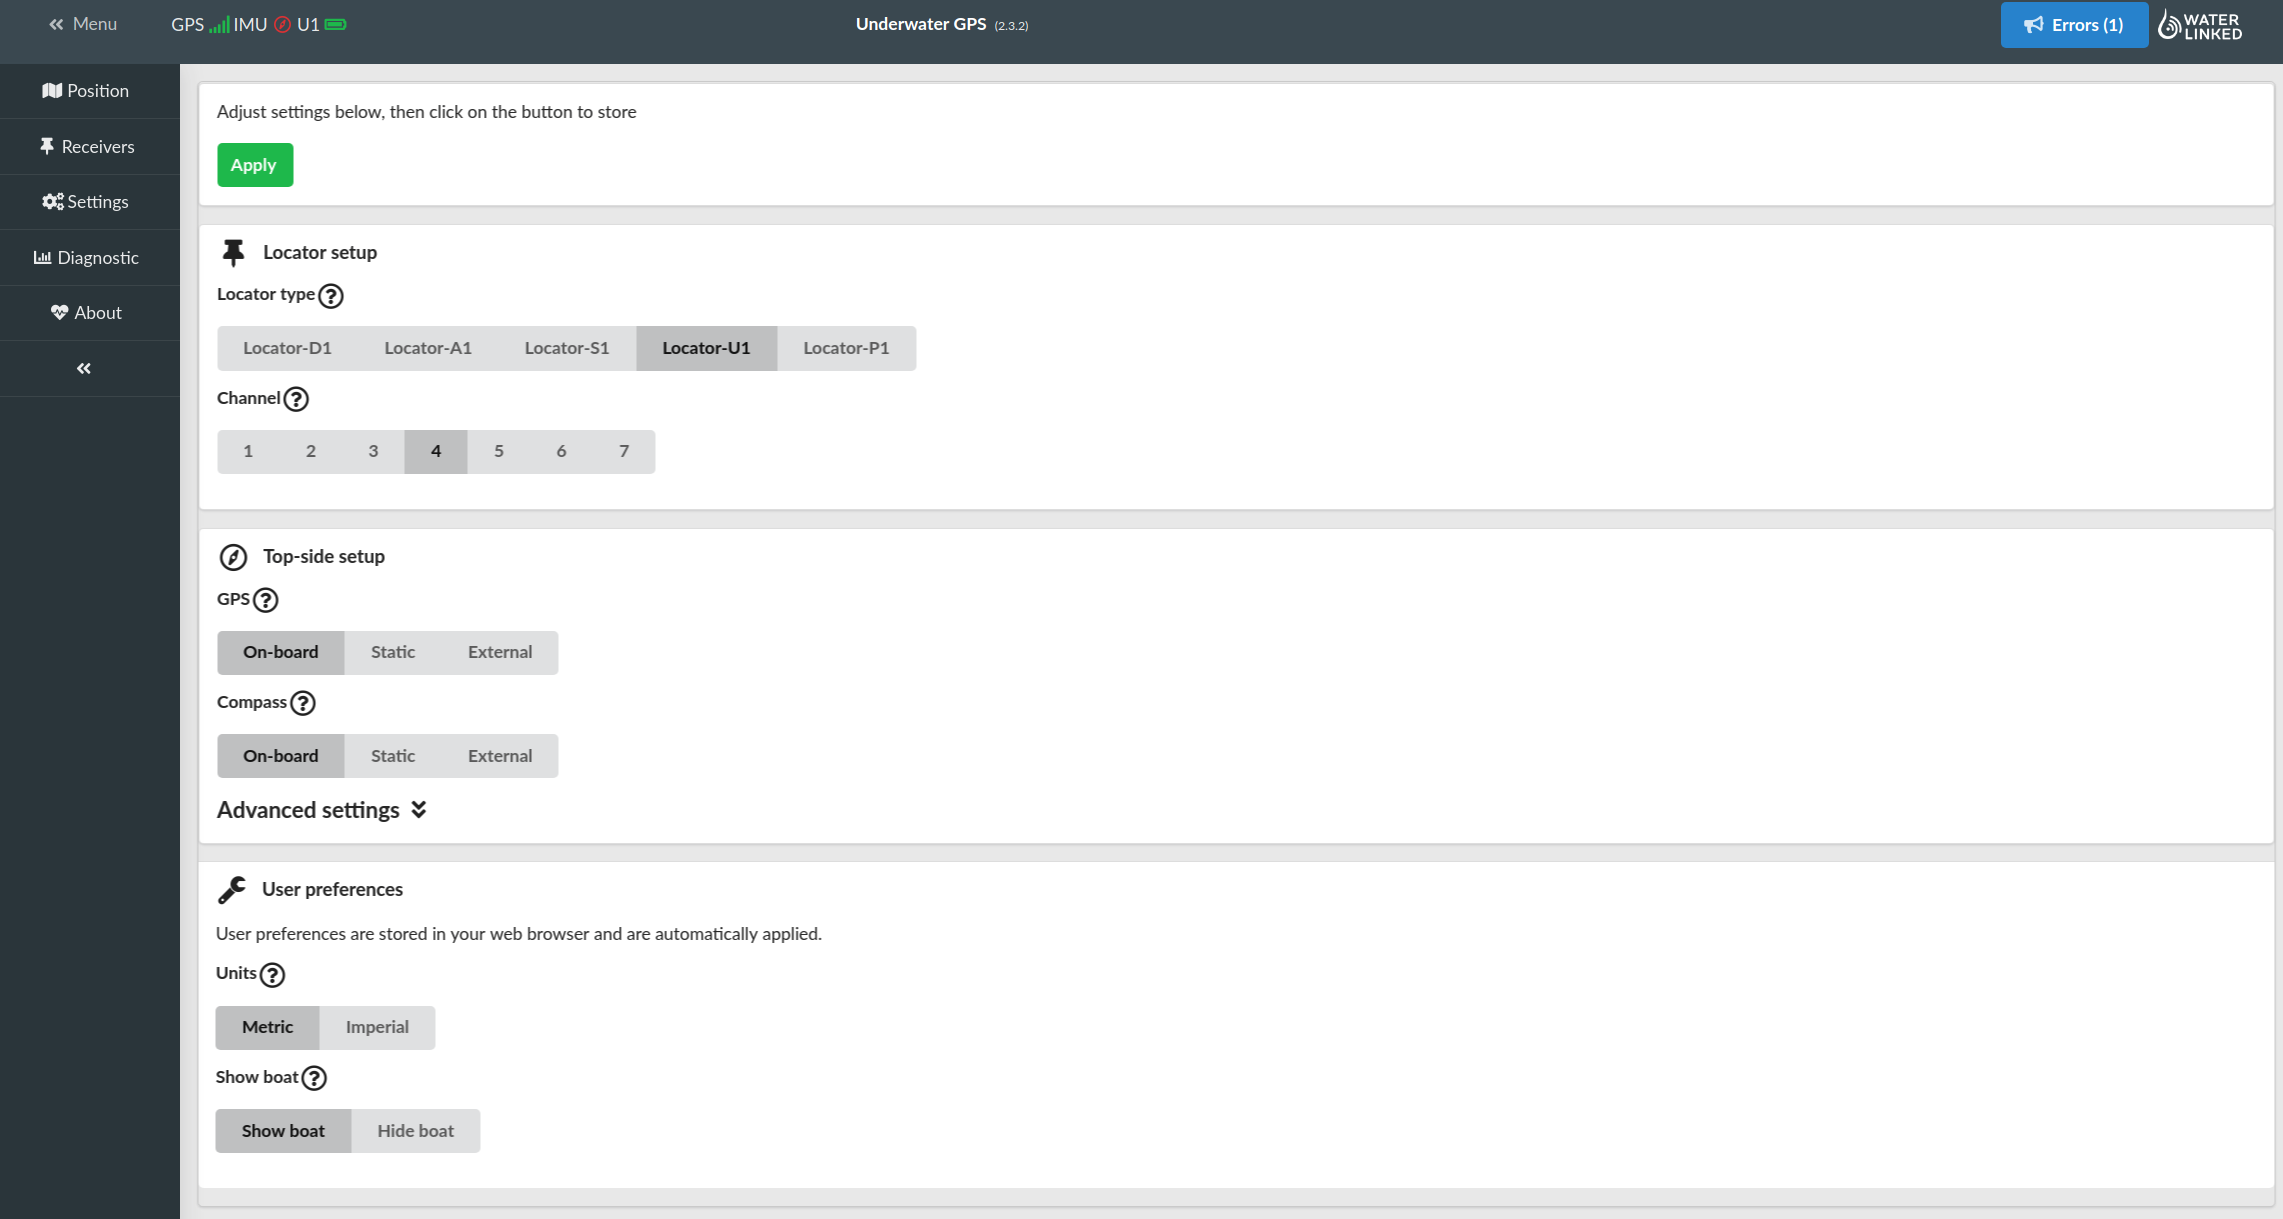 Menu GPS IMU U1 Underwater GPS (2.3.2) Errors (1) WATER LINKED
Position
Receivers
Settings
Diagnostic
About
Adjust settings below, then click on the button to store
Apply
Locator setup
Locator type
Locator-D1 Locator-A1 Locator-S1 Locator-U1 Locator-P1
Channel
1 2 3 4 5 6 7
Top-side setup
GPS
On-board Static External
Compass
On-board Static External
Advanced settings
User preferences
User preferences are stored in your web browser and are automatically applied.
Units
Metric Imperial
Show boat
Show boat Hide boat